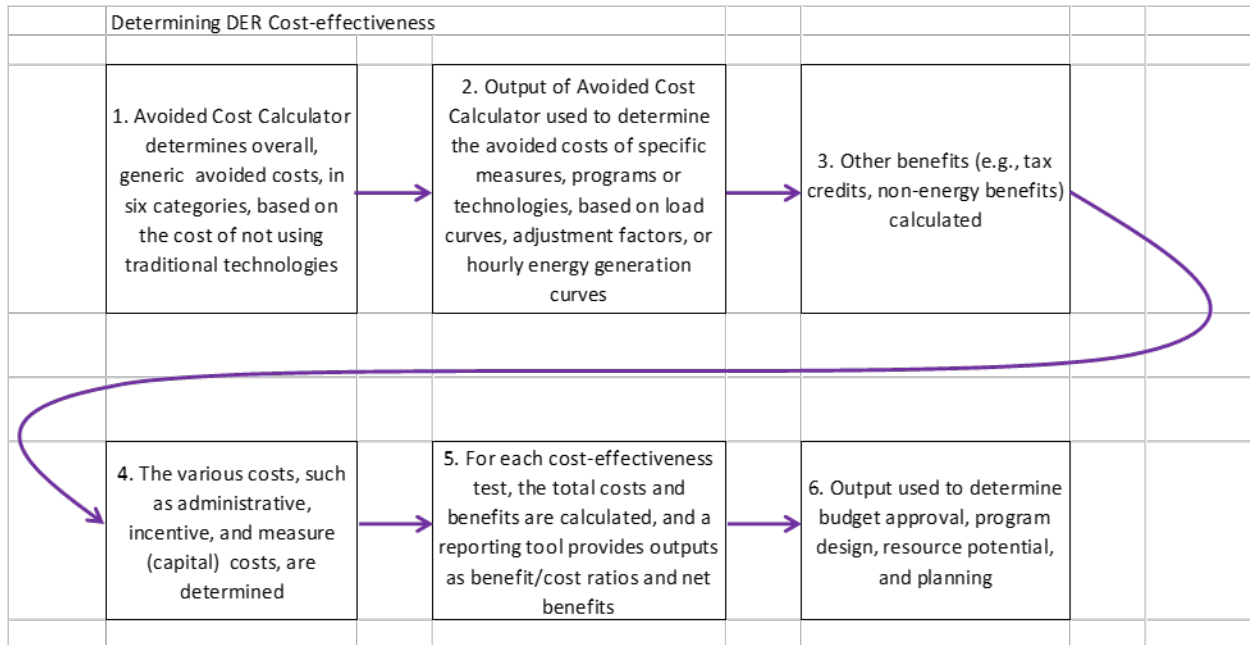 Determining DER Cost-effectiveness
1. Avoided Cost Calculator
determines overall,
generic avoided costs, in
six categories, based on
the cost of not using
traditional technologies
2. Output of Avoided Cost
Calculator used to determine
the avoided costs of specific
measures, programs or
technologies, based on load
curves, adjustment factors, or
hourly energy generation
curves
3. Other benefits (e.g., tax
credits, non-energy benefits)
calculated
4. The various costs, such
as administrative,
incentive, and measure
(capital) costs, are
determined
5. For each cost-effectiveness
test, the total costs and
benefits are calculated, and a
reporting tool provides outputs
as benefit/cost ratios and net
benefits
6. Output used to determine
budget approval, program
design, resource potential,
and planning